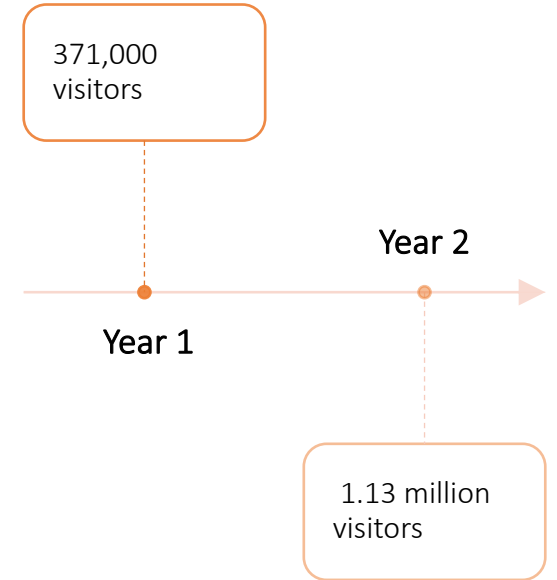 371,000
visitors
Year 2
Year 1
1.13 million
visitors